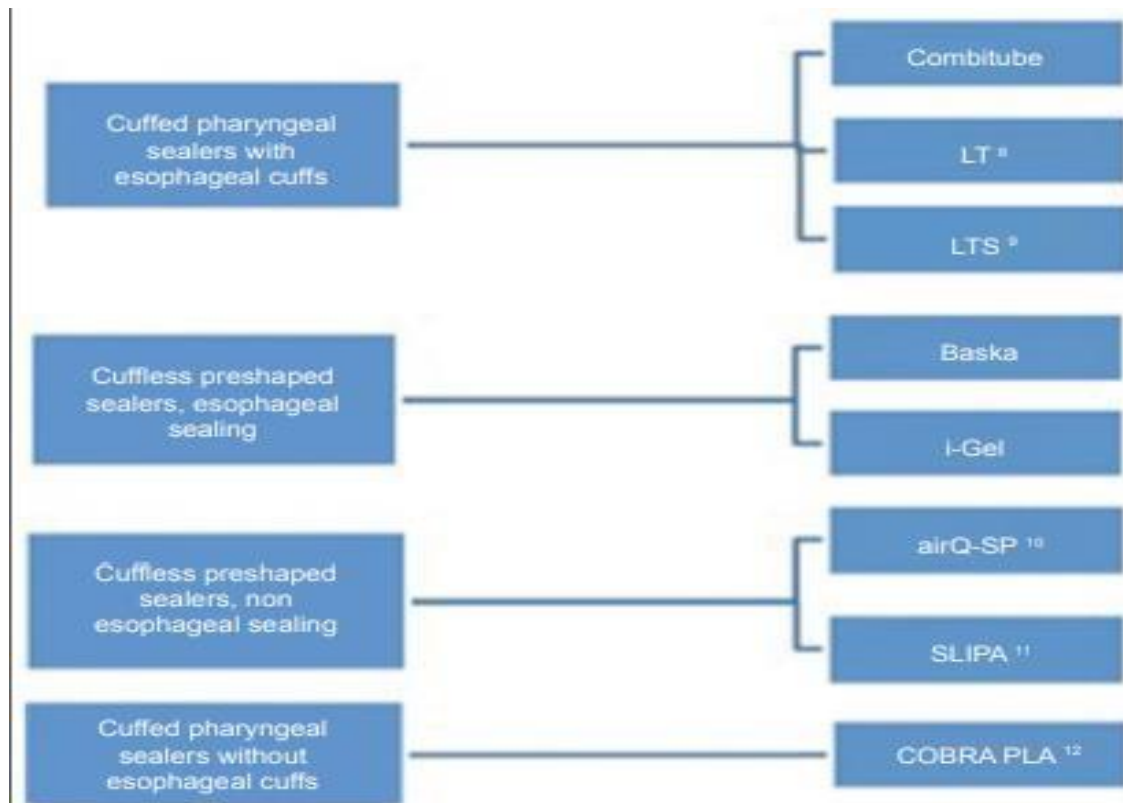 Cuffed pharyngeal
sealers with
esophageal cuffs
Combitube
LT ⁸
LTS ⁹
Cuffless preshaped
sealers, esophageal
sealing
Baska
i-Gel
Cuffless preshaped
sealers, non
esophageal sealing
airQ-SP ¹⁰
SLIPA ¹¹
Cuffed pharyngeal
sealers without
esophageal cuffs
COBRA PLA ¹²